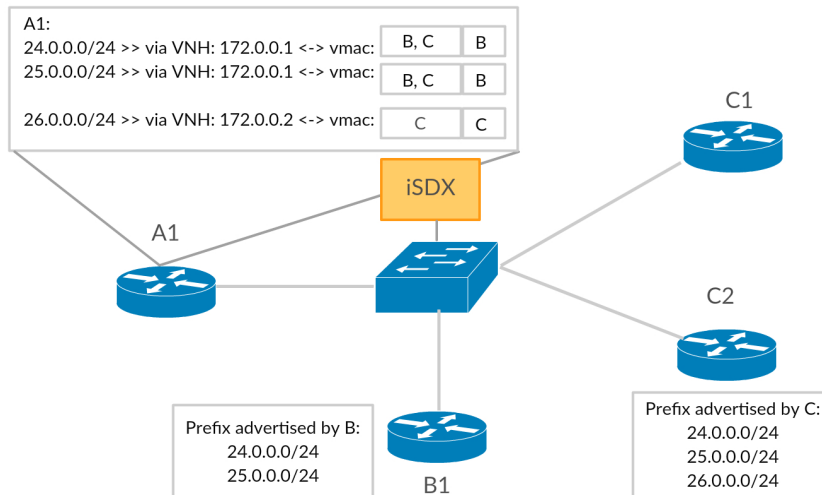 A1:
24.0.0.0/24 >> via VNH: 172.0.0.1 <-> vmac: B, C B
25.0.0.0/24 >> via VNH: 172.0.0.1 <-> vmac: B, C B
26.0.0.0/24 >> via VNH: 172.0.0.2 <-> vmac: C C
C1
iSDX
A1
C2
Prefix advertised by B:
24.0.0.0/24
25.0.0.0/24
B1
Prefix advertised by C:
24.0.0.0/24
25.0.0.0/24
26.0.0.0/24